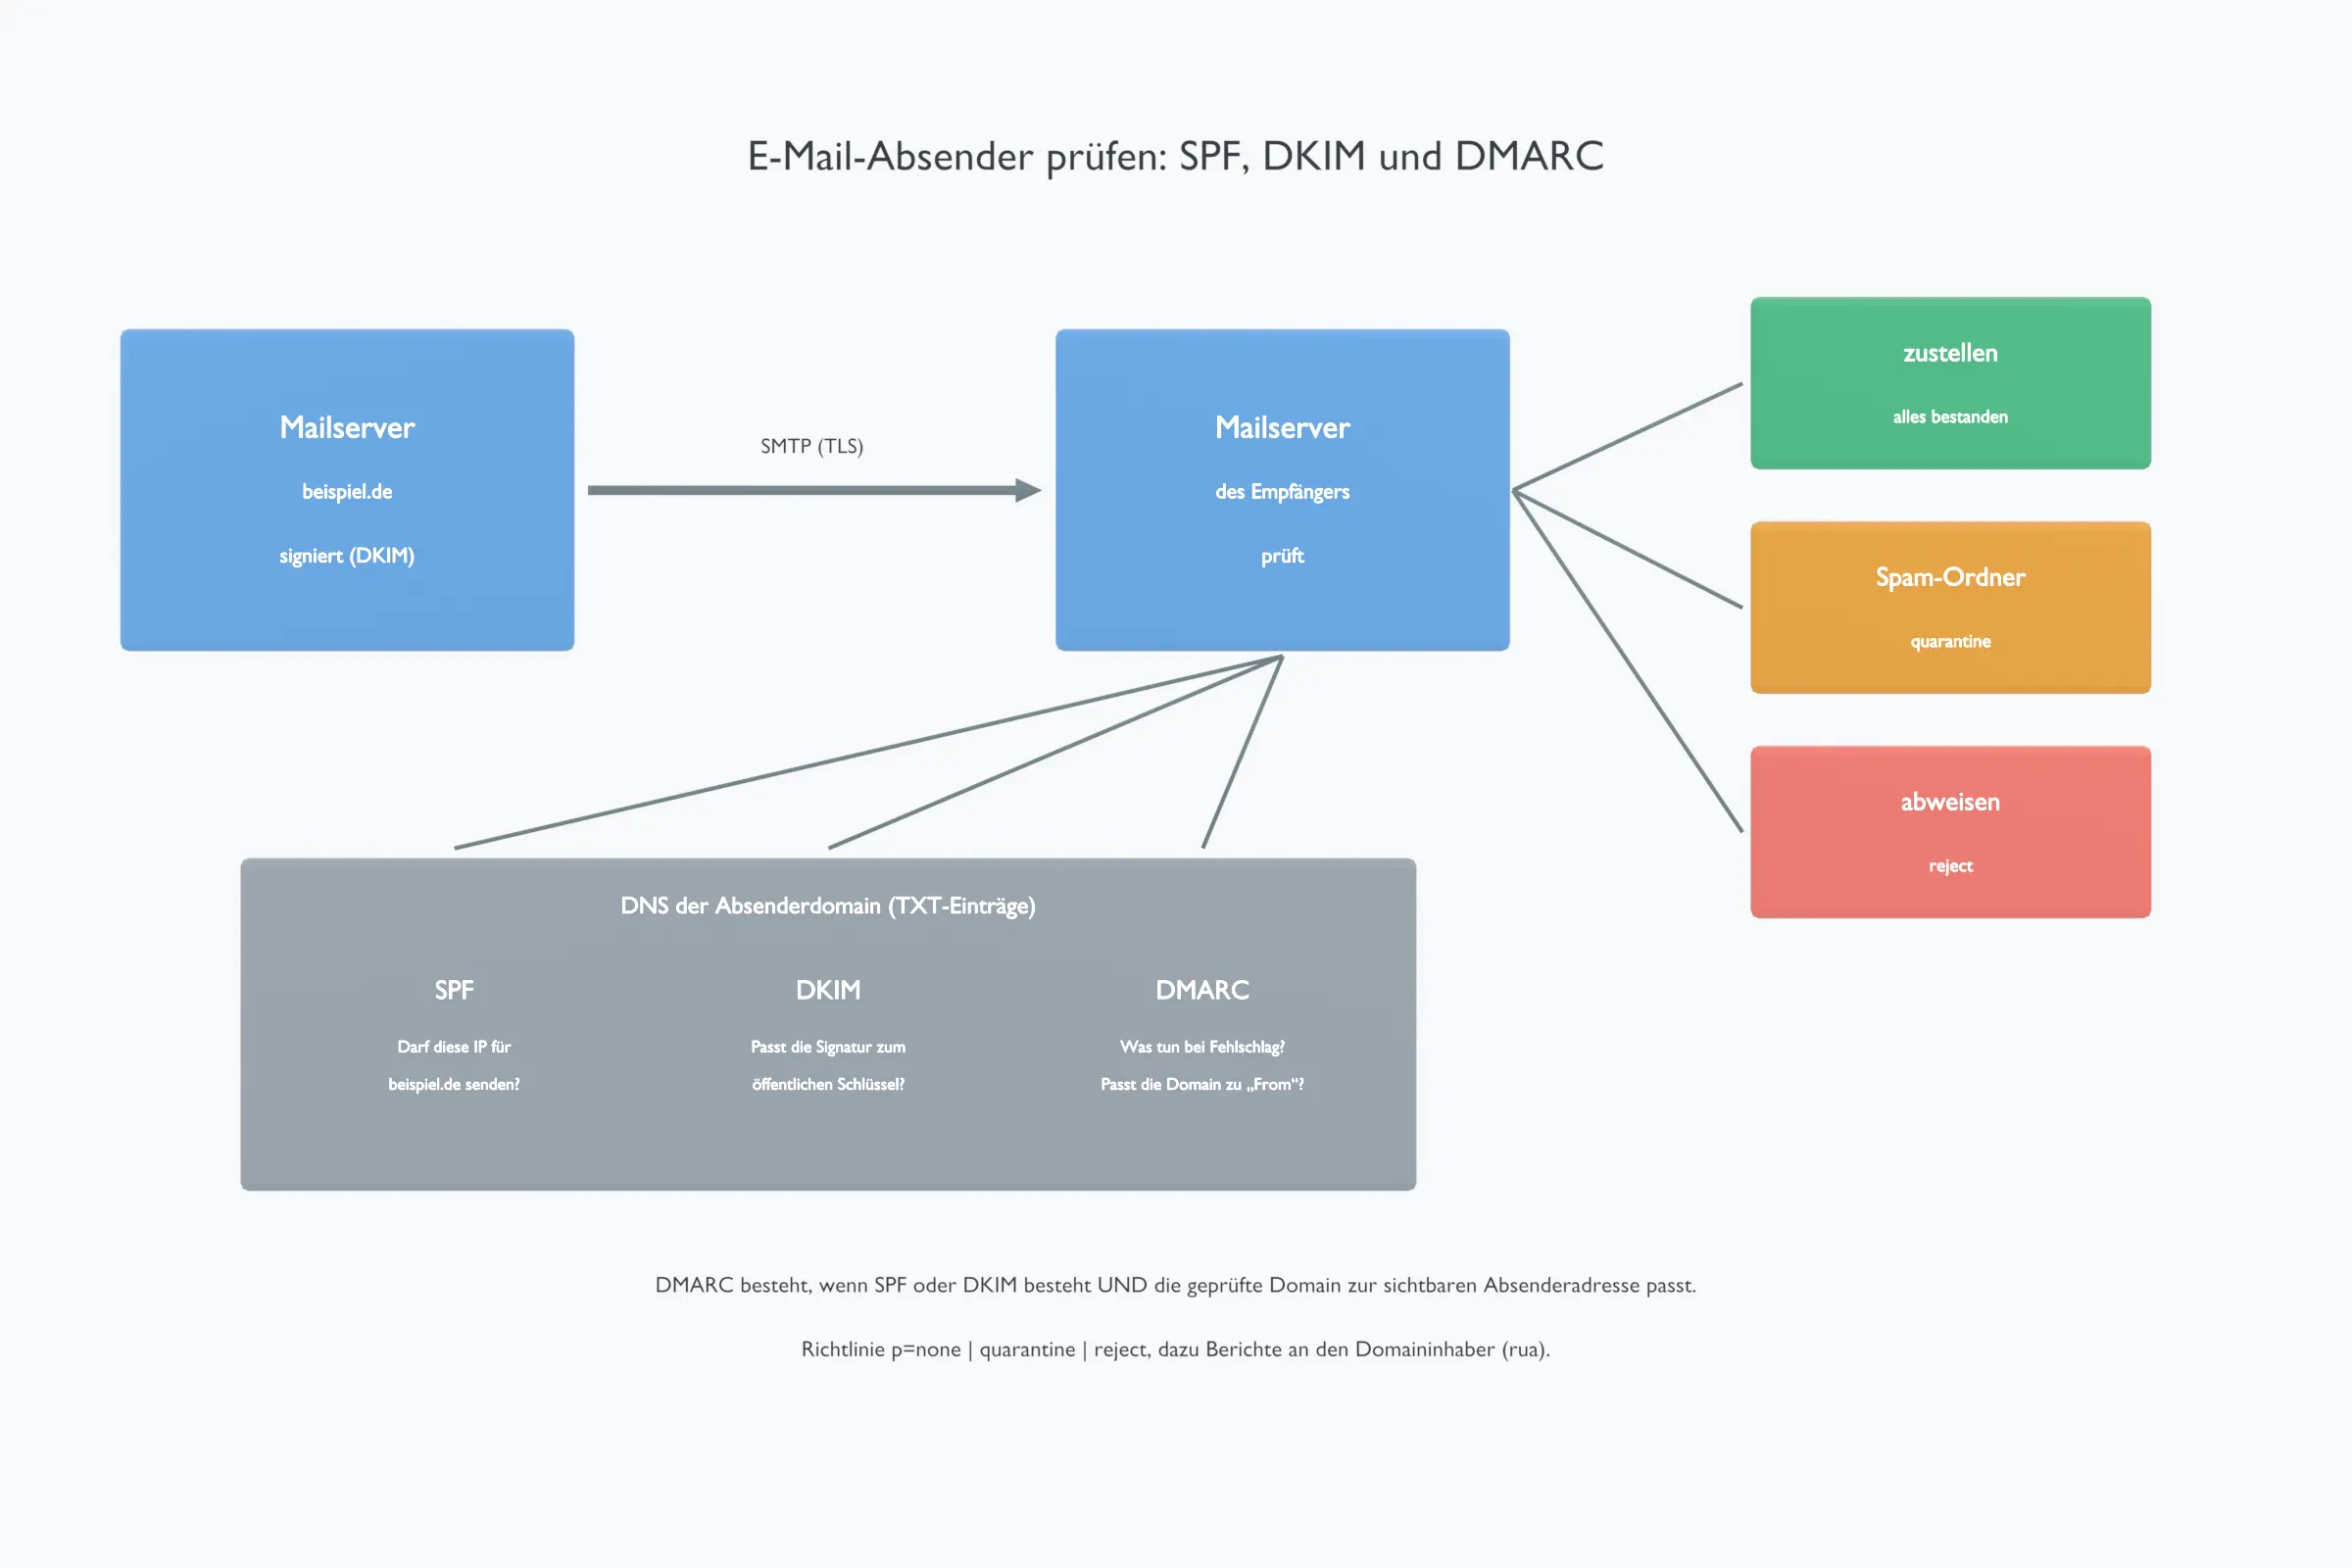 E-Mail-Absender prüfen: SPF, DKIM und DMARC
Mailserver
beispiel.de
signiert (DKIM)
SMTP (TLS)
Mailserver
des Empfängers
prüft
zustellen
alles bestanden
Spam-Ordner
quarantine
abweisen
reject
DNS der Absenderdomain (TXT-Einträge)
SPF
Darf diese IP für
beispiel.de senden?
DKIM
Passt die Signatur zum
öffentlichen Schlüssel?
DMARC
Was tun bei Fehlschlag?
Passt die Domain zu „From“?
DMARC besteht, wenn SPF oder DKIM besteht UND die geprüfte Domain zur sichtbaren Absenderadresse passt.
Richtlinie p=none | quarantine | reject, dazu Berichte an den Domaininhaber (rua).